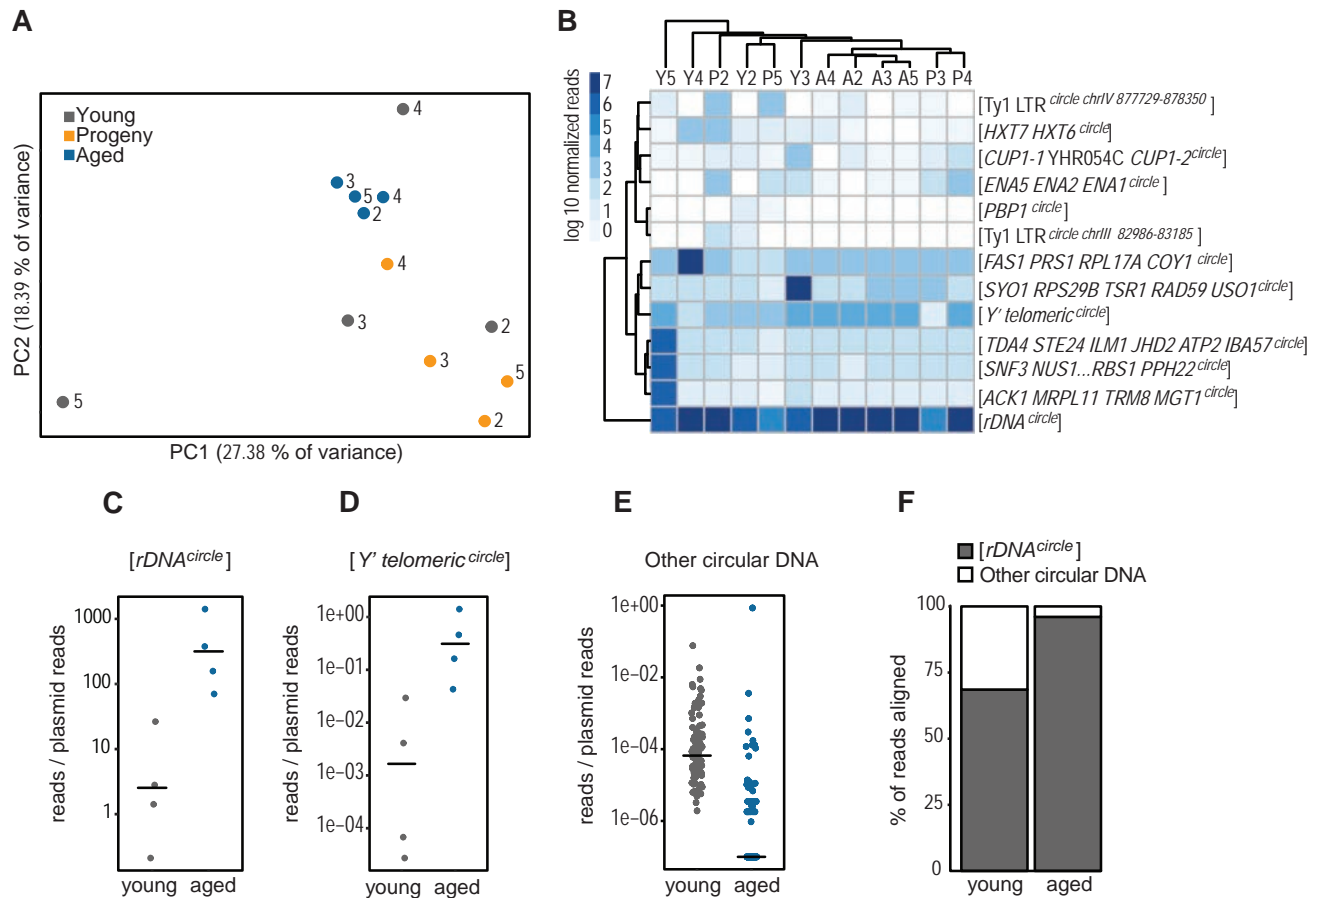 A
Young
Progeny
Aged
4
3
5
4
2
4
3
2
3
5
5
2
PC2 (18.39 % of variance)
PC1 (27.38 % of variance)
B
log 10 normalized reads
7
6
5
4
3
2
1
0
Y5 Y4 P2 Y2 P5 Y3 A4 A2 A3 A5 P3 P4
[Ty1 LTR circle chrIV 877729-878350 ]
[HXT7 HXT6 circle]
[CUP1-1 YHR054C CUP1-2circle]
[ENA5 ENA2 ENA1circle ]
[PBP1 circle]
[Ty1 LTR circle chrIII 82986-83185 ]
[FAS1 PRS1 RPL17A COY1 circle]
[SYO1 RPS29B TSR1 RAD59 USO1circle]
[Y' telomeric circle]
[TDA4 STE24 ILM1 JHD2 ATP2 IBA57circle]
[SNF3 NUS1...RBS1 PPH22circle]
[ACK1 MRPL11 TRM8 MGT1circle]
[rDNA circle]
C
[rDNAcircle ]
reads / plasmid reads
1000
100
10
1
young aged
D
[Y' telomeric circle]
reads / plasmid reads
1e+00
1e−01
1e−02
1e−03
1e−04
young aged
E
Other circular DNA
reads / plasmid reads
1e+00
1e−02
1e−04
1e−06
young aged
F
[rDNAcircle ]
Other circular DNA
% of reads aligned
100
75
50
25
0
young aged